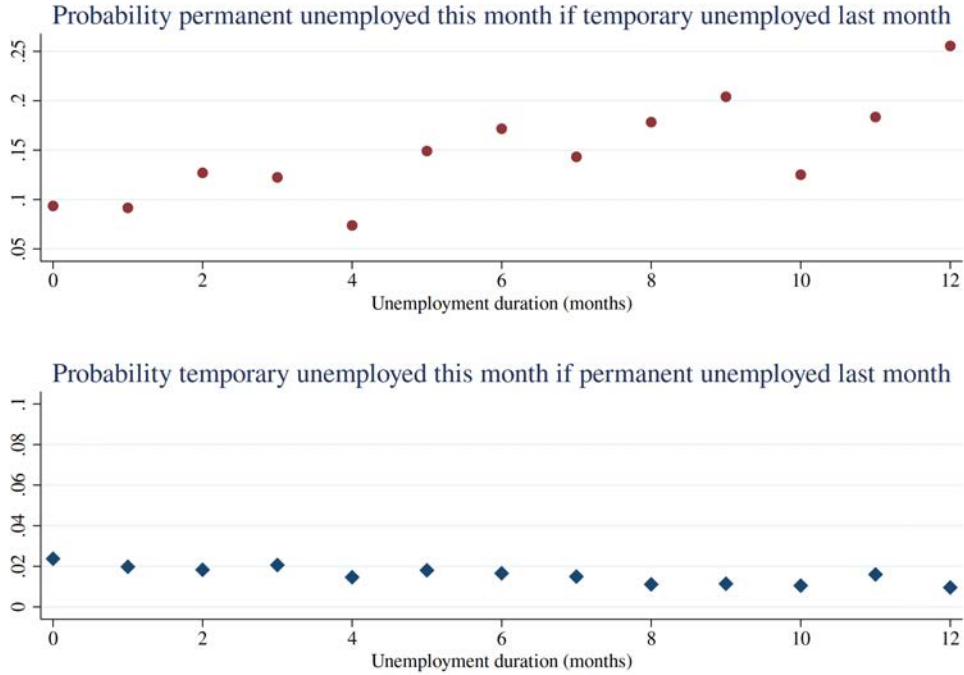 Probability permanent unemployed this month if temporary unemployed last month
.25
.2
.15
.1
.05
0 2 4 6 8 10 12
Unemployment duration (months)
Probability temporary unemployed this month if permanent unemployed last month
.1
.08
.06
.04
.02
0
0 2 4 6 8 10 12
Unemployment duration (months)